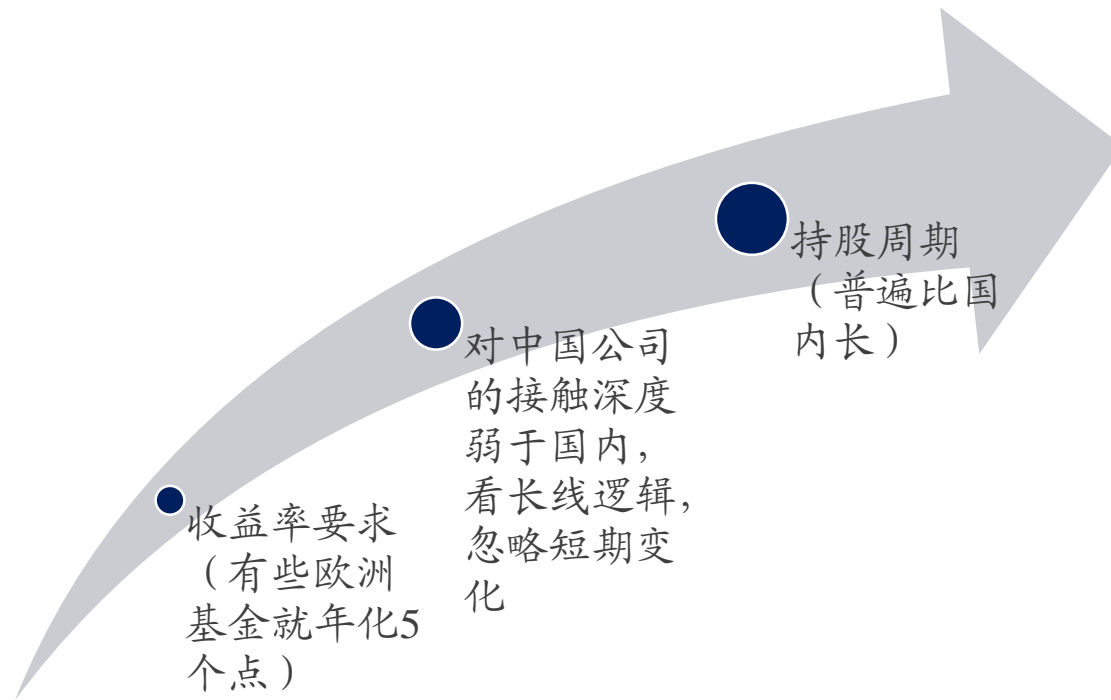 收益率要求
（有些欧洲
基金就年化5
个点）
对中国公司
的接触深度
弱于国内，
看长线逻辑，
忽略短期变
化
持股周期
（普遍比国
内长）